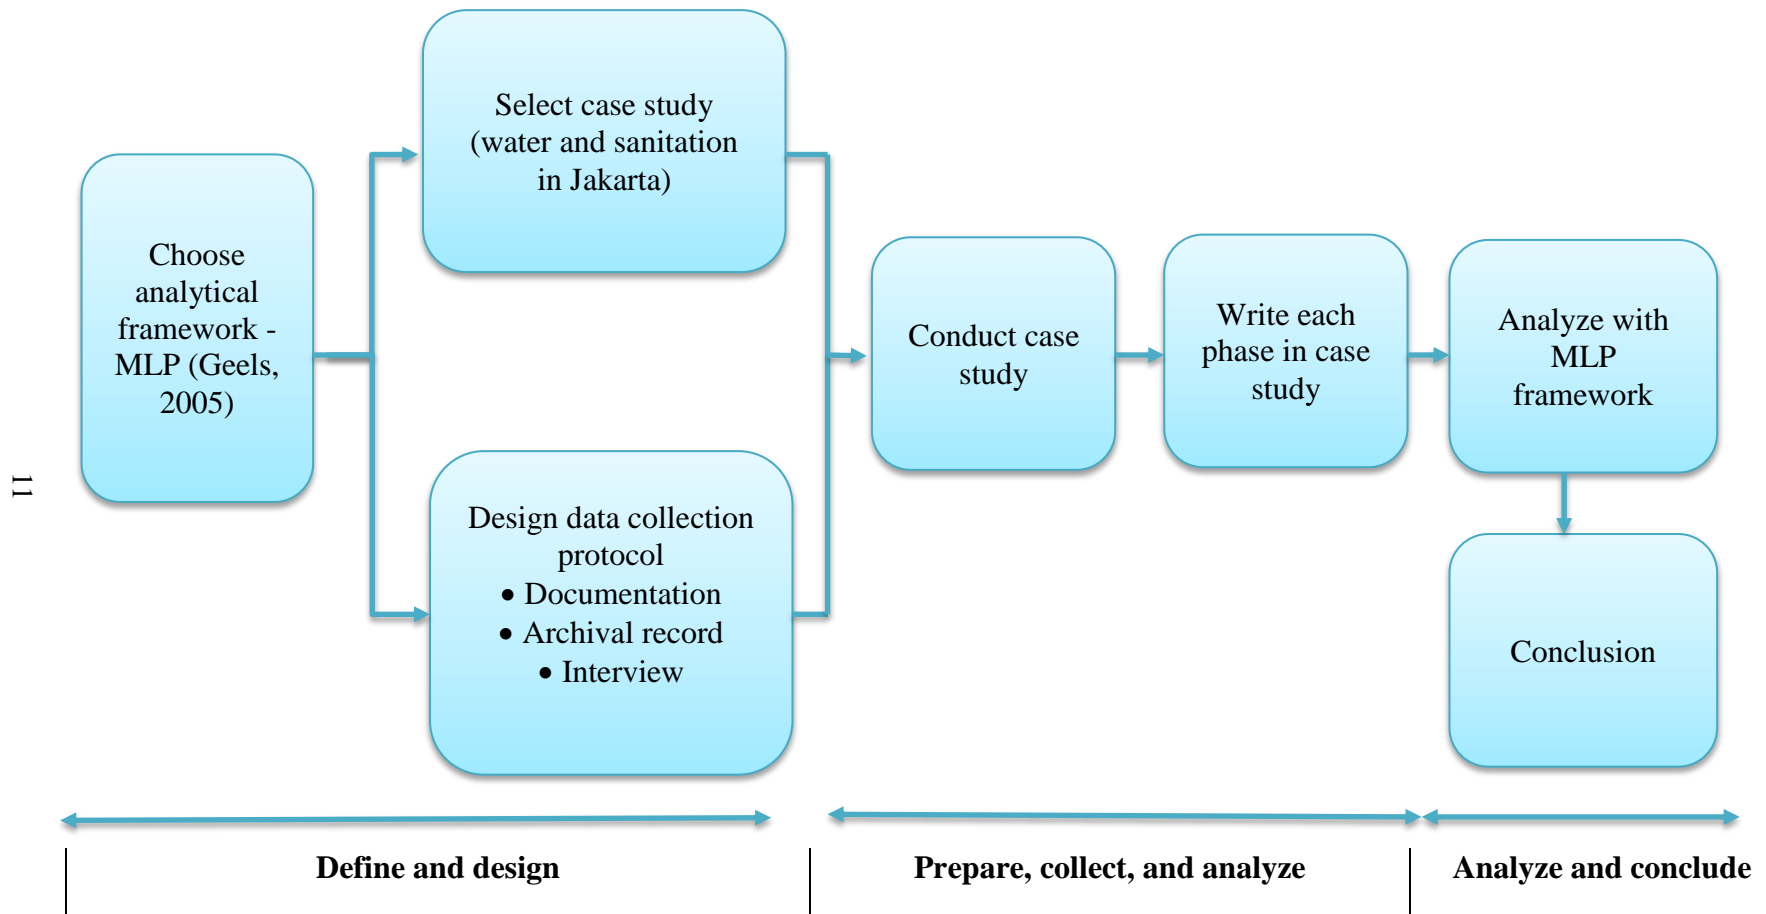 Choose
analytical
framework -
MLP (Geels,
2005)
Select case study
(water and sanitation
in Jakarta)
Design data collection
protocol
• Documentation
• Archival record
• Interview
Conduct case
study
Write each
phase in case
study
Analyze with
MLP
framework
Conclusion
Define and design
Prepare, collect, and analyze
Analyze and conclude
11